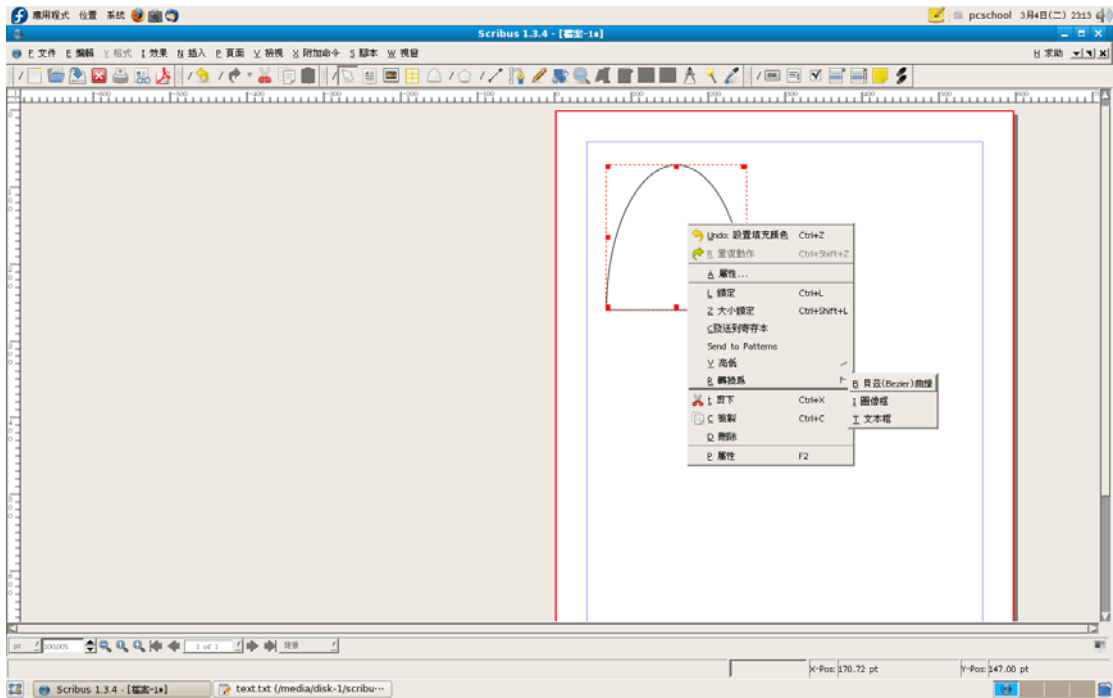 應用程式 位置 系統
pcschool 3月4日(二) 23:13
Scribus 1.3.4 - [檔案-1*]
F 文件 E 編輯 Y 格式 I 效果 N 插入 P 頁面 V 檢視 X 附加命令 S 腳本 W 視窗 H 求助
Undo: 設置填充顏色 Ctrl+Z
R 重復動作 Ctrl+Shift+Z
A 屬性...
L 鎖定 Ctrl+L
Z 大小鎖定 Ctrl+Shift+L
C發送到寄存本
Send to Patterns
V 高低
R 轉換爲
B 貝茲(Bezier)曲線
I 圖像框
T 文本框
t 剪下 Ctrl+X
C 複製 Ctrl+C
D 刪除
P 屬性 F2
pt 1 of 1 背景
X-Pos: 170.72 pt Y-Pos: 147.00 pt
Scribus 1.3.4 - [檔案-1*] text.txt (/media/disk-1/scribu...